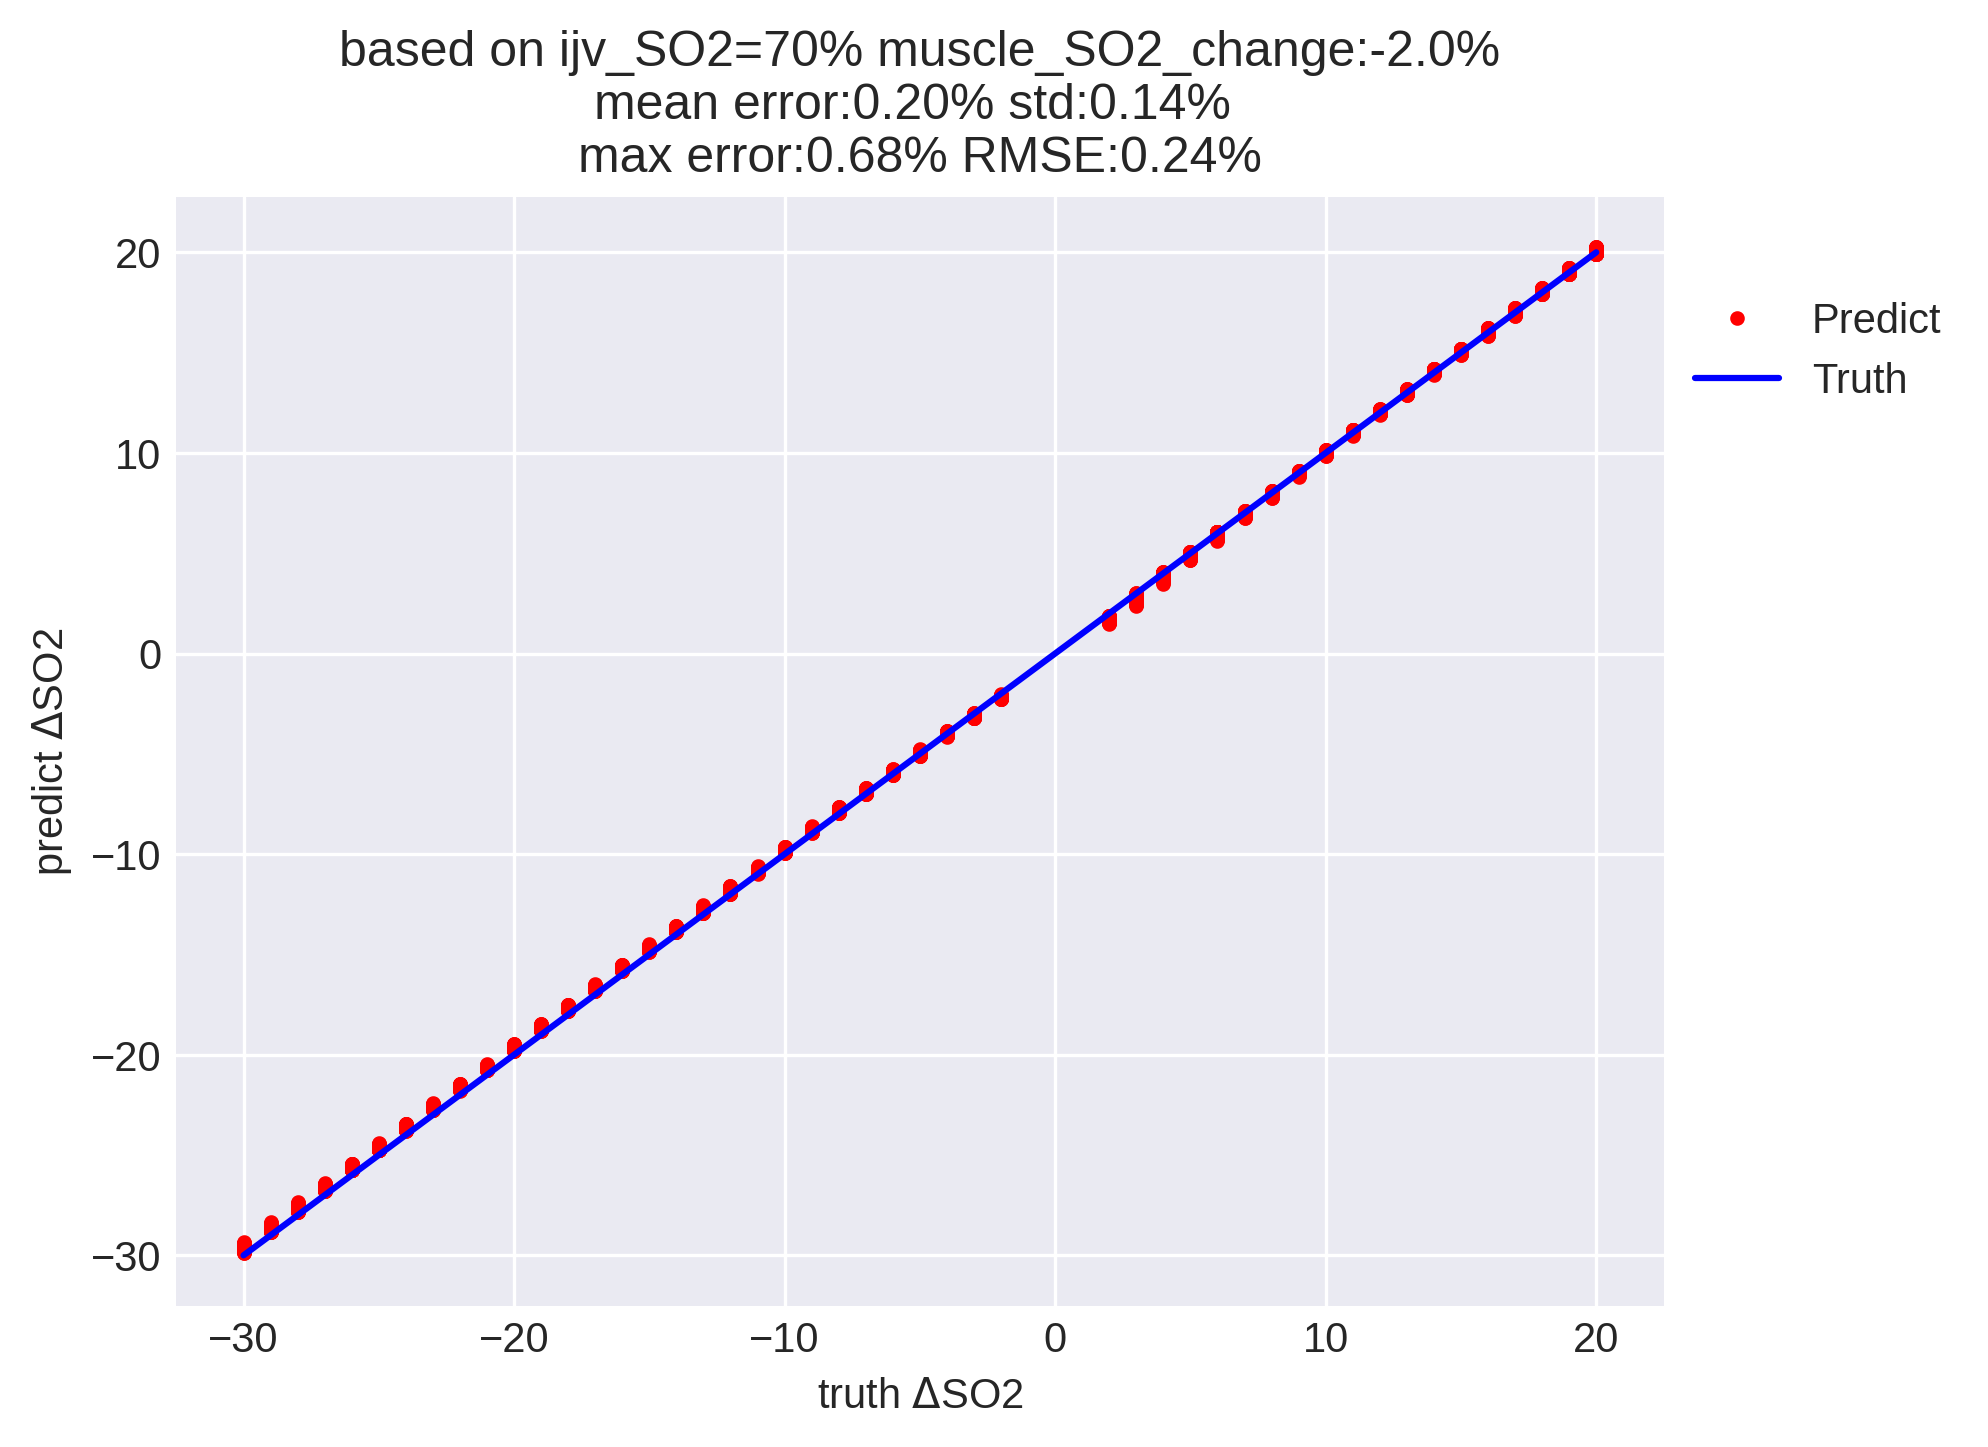 based on ijv_SO2=70% muscle_SO2_change:-2.0%
mean error:0.20% std:0.14%
max error:0.68% RMSE:0.24%
20
10
0
−10
−20
−30
predict ΔSO2
Predict
Truth
−30 −20 −10 0 10 20
truth ΔSO2